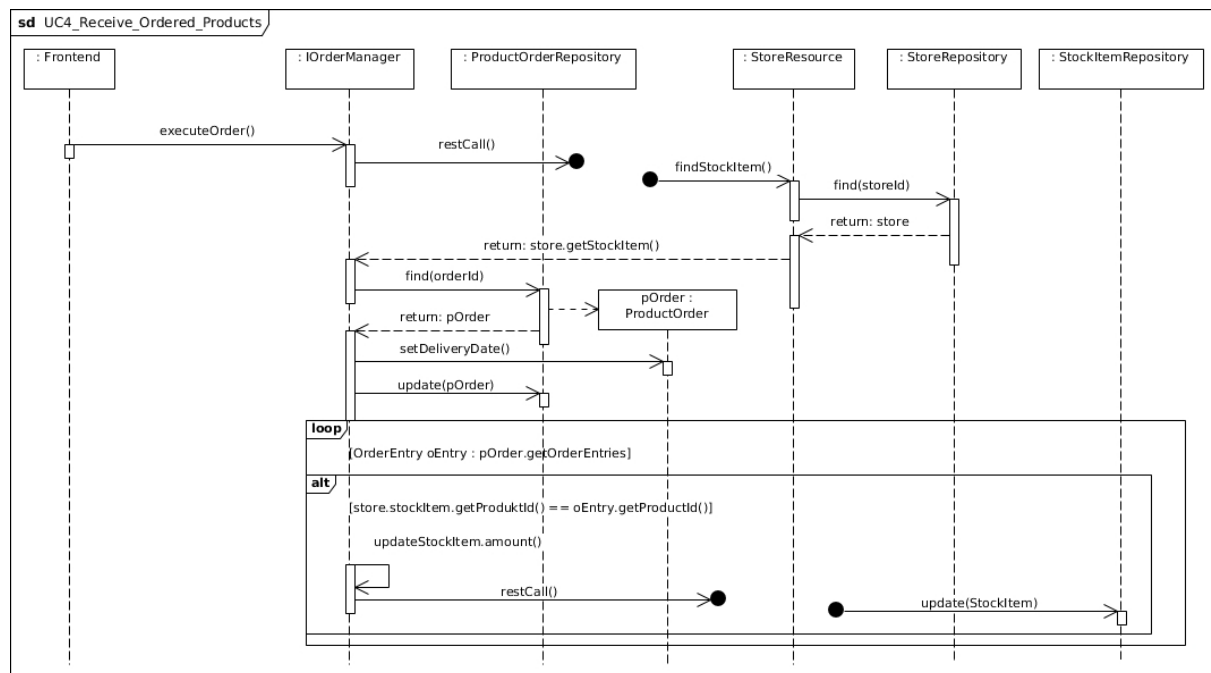 sd UC4_Receive_Ordered_Products
: Frontend
: IOrderManager
: ProductOrderRepository
: StoreResource
: StoreRepository
: StockItemRepository
executeOrder()
restCall()
findStockItem()
find(storeId)
return: store
return: store.getStockItem()
find(orderId)
pOrder :
ProductOrder
return: pOrder
setDeliveryDate()
update(pOrder)
loop
[OrderEntry oEntry : pOrder.getOrderEntries]
alt
[store.stockItem.getProduktId() == oEntry.getProductId()]
updateStockItem.amount()
restCall()
update(StockItem)